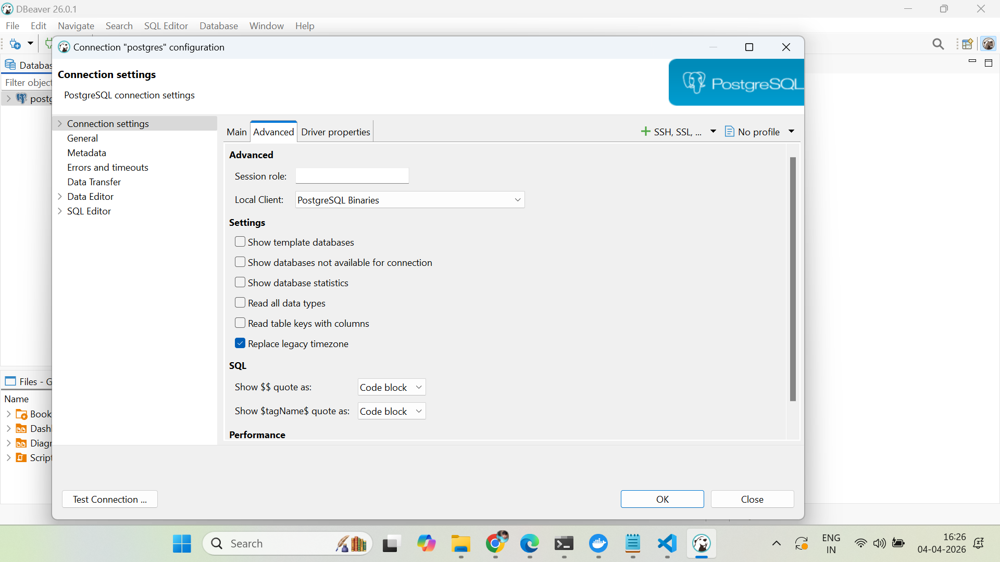 DBeaver 26.0.1
File Edit Navigate Search SQL Editor Database Window Help
Connection "postgres" configuration
Databas
Filter object
postg
Connection settings
PostgreSQL connection settings
PostgreSQL
Connection settings
General
Metadata
Errors and timeouts
Data Transfer
Data Editor
SQL Editor
Main Advanced Driver properties
SSH, SSL, ... No profile
Advanced
Session role:
Local Client: PostgreSQL Binaries
Settings
Show template databases
Show databases not available for connection
Show database statistics
Read all data types
Read table keys with columns
Replace legacy timezone
SQL
Show $$ quote as: Code block
Show $tagName$ quote as: Code block
Performance
Files - G
Name
Book
Dash
Diagr
Script
Test Connection ... OK Close
Search
ENG
IN
16:26
04-04-2026